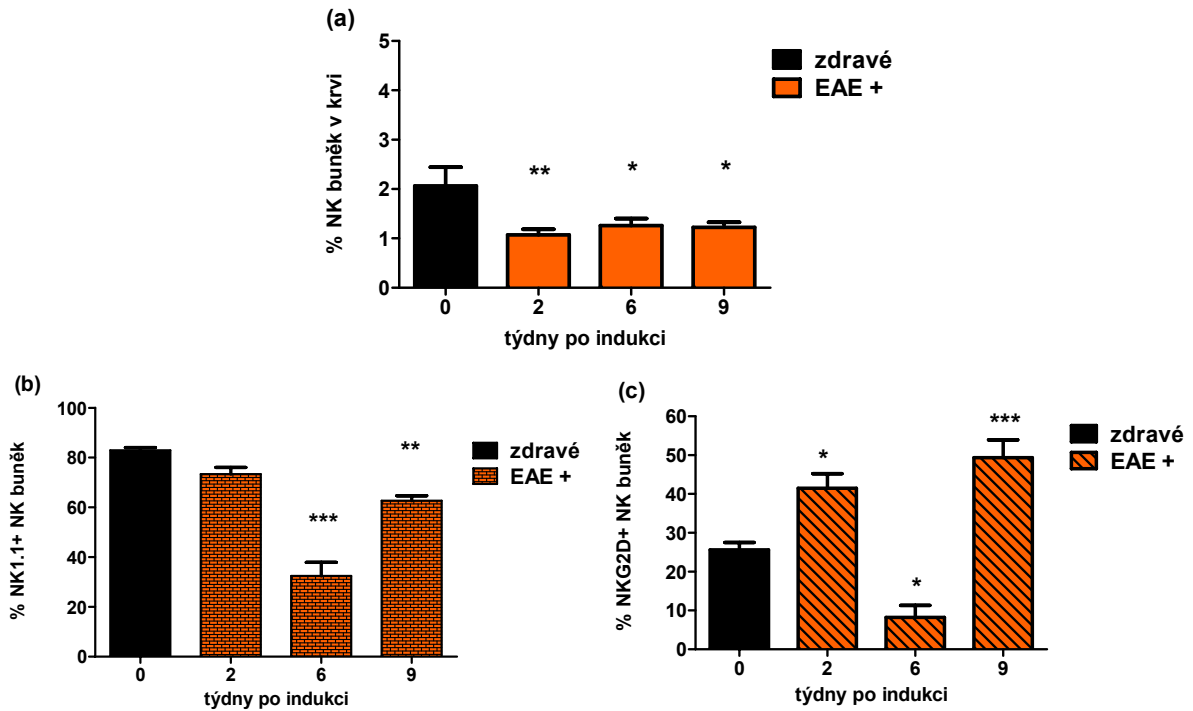 (a)
% NK buněk v krvi
5
4
3
2
1
0
** * *
0 2 6 9
týdny po indukci
zdravé
EAE +
(b)
% NK1.1+ NK buněk
100
80
60
40
20
0
*** **
0 2 6 9
týdny po indukci
zdravé
EAE +
(c)
% NKG2D+ NK buněk
60
50
40
30
20
10
0
* * ***
0 2 6 9
týdny po indukci
zdravé
EAE +